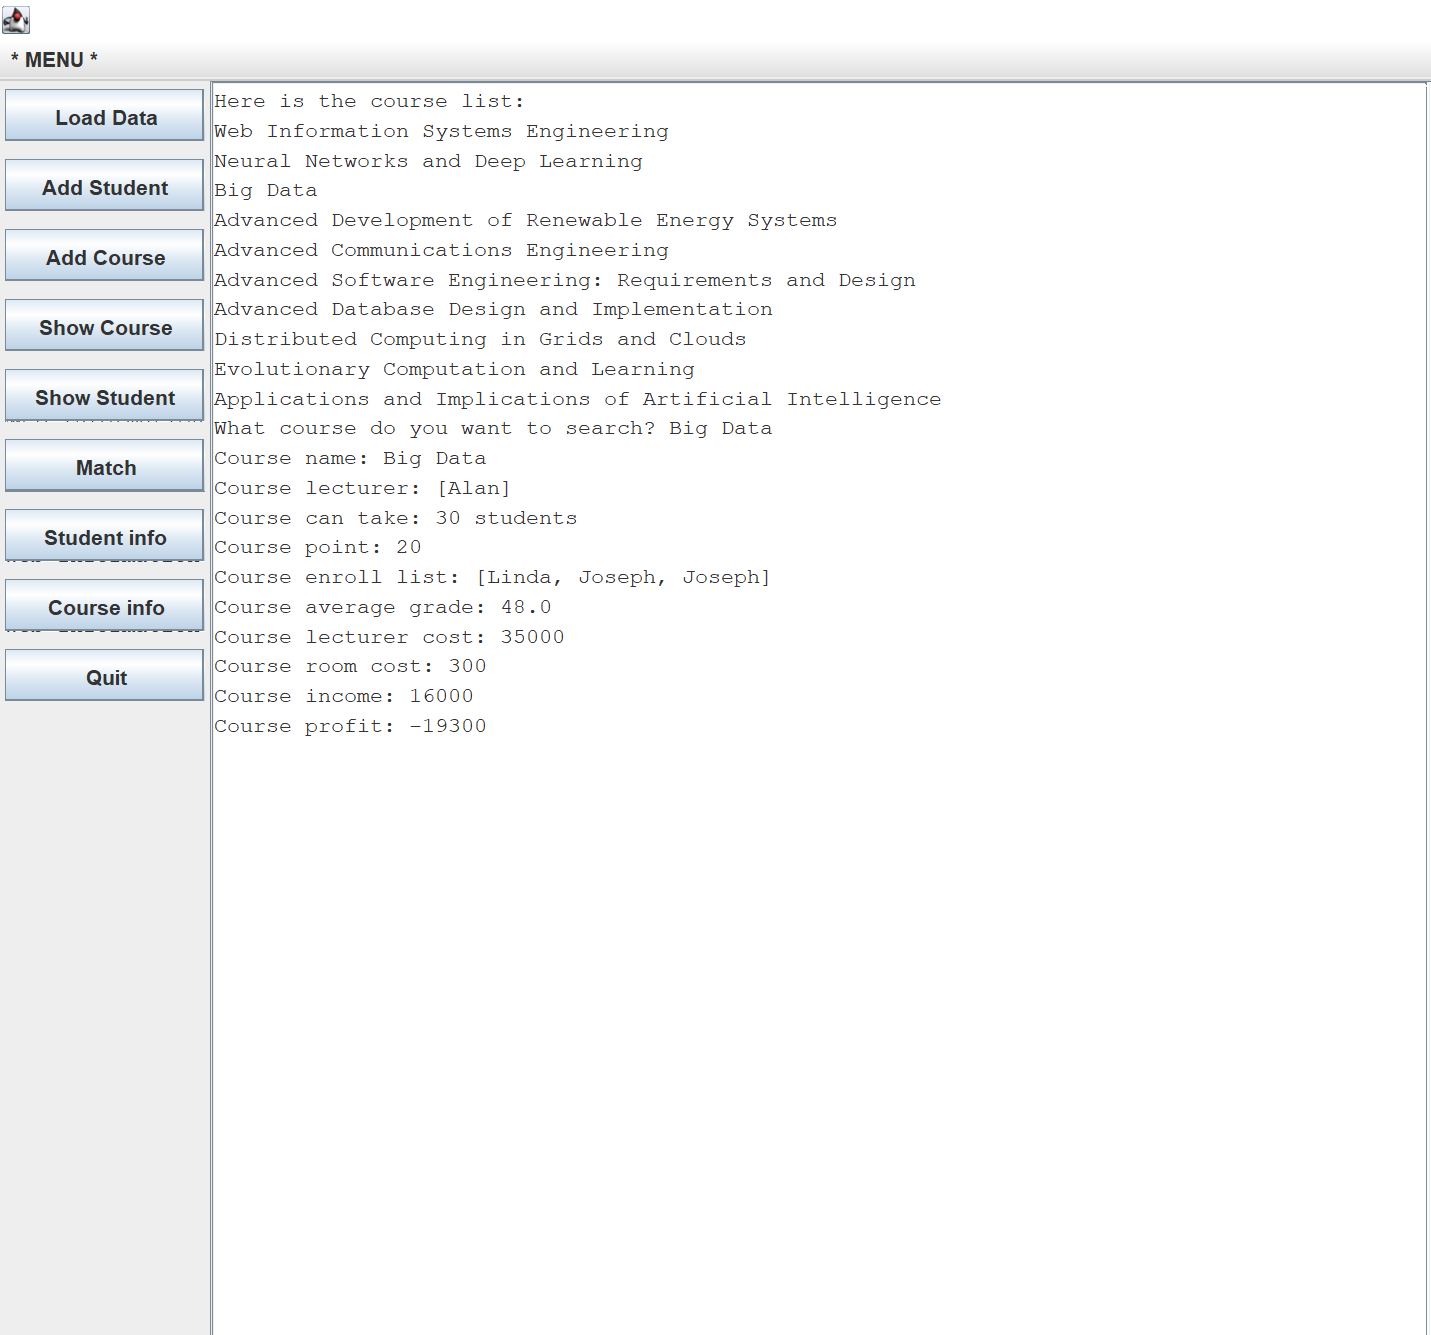 * MENU *
Load Data
Add Student
Add Course
Show Course
Show Student
Match
Student info
Course info
Quit
Here is the course list:
Web Information Systems Engineering
Neural Networks and Deep Learning
Big Data
Advanced Development of Renewable Energy Systems
Advanced Communications Engineering
Advanced Software Engineering: Requirements and Design
Advanced Database Design and Implementation
Distributed Computing in Grids and Clouds
Evolutionary Computation and Learning
Applications and Implications of Artificial Intelligence
What course do you want to search? Big Data
Course name: Big Data
Course lecturer: [Alan]
Course can take: 30 students
Course point: 20
Course enroll list: [Linda, Joseph, Joseph]
Course average grade: 48.0
Course lecturer cost: 35000
Course room cost: 300
Course income: 16000
Course profit: -19300